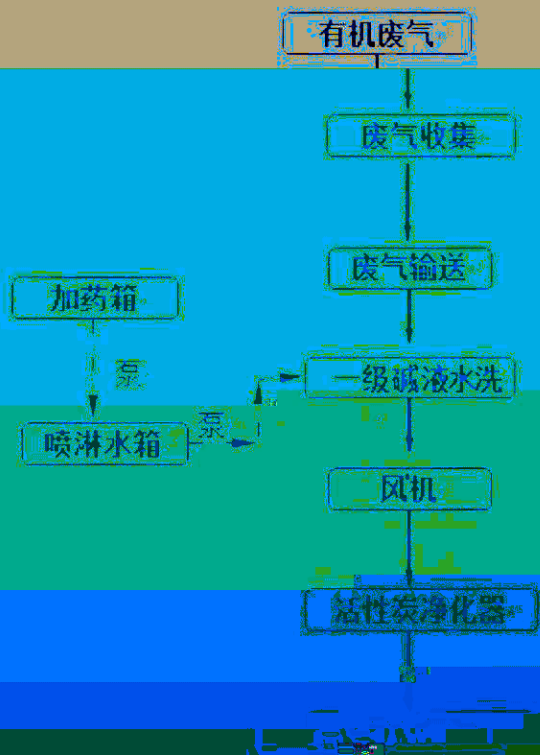 有机废气
废气收集
废气输送
加药箱
泵
一级碱液水洗
泵
喷淋水箱
风机
活性炭净化器